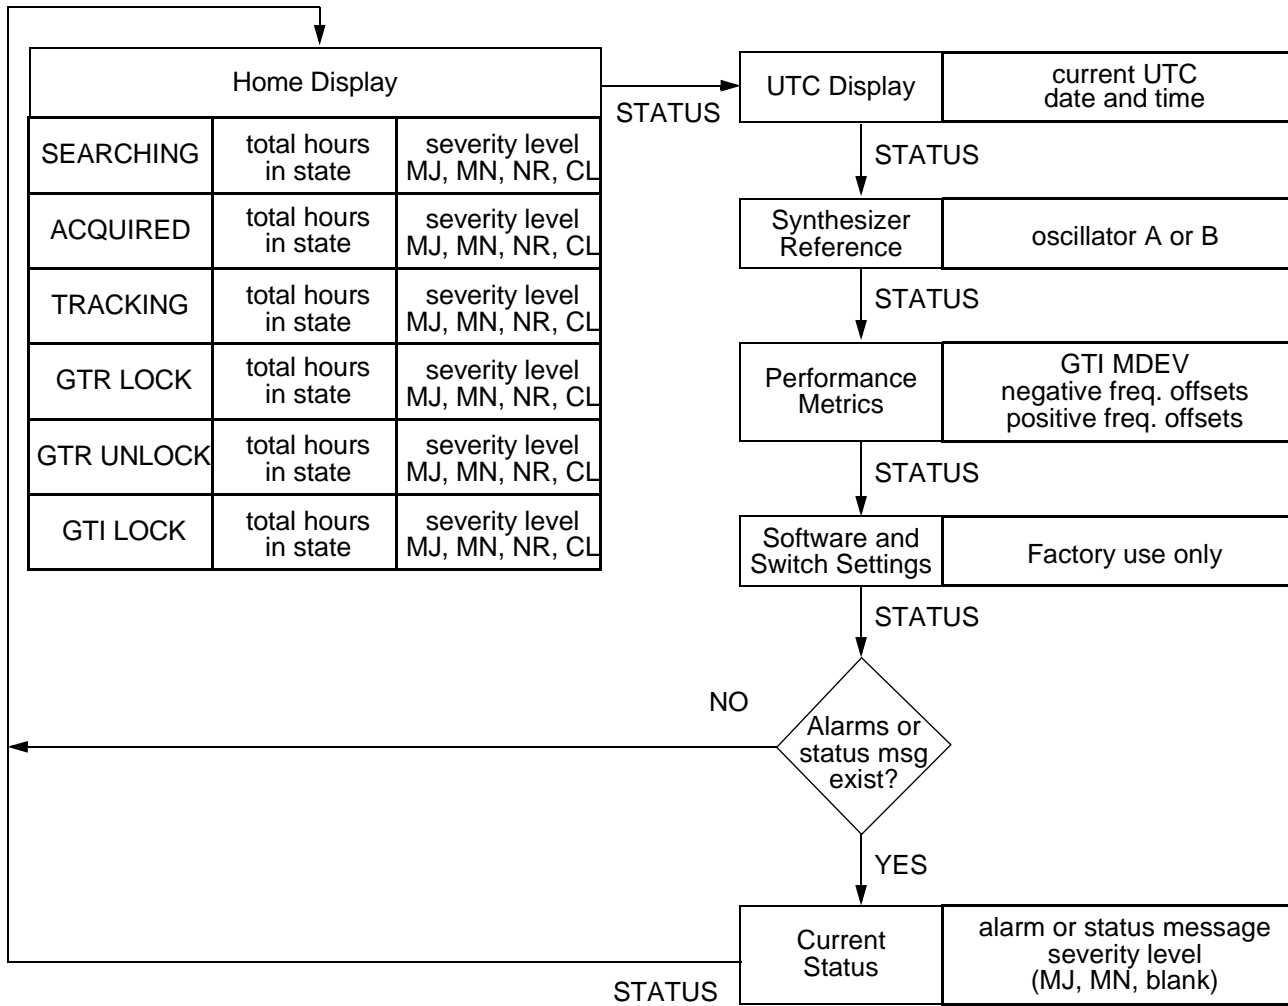 Home Display
SEARCHING
total hours
in state
severity level
MJ, MN, NR, CL
ACQUIRED
total hours
in state
severity level
MJ, MN, NR, CL
TRACKING
total hours
in state
severity level
MJ, MN, NR, CL
GTR LOCK
total hours
in state
severity level
MJ, MN, NR, CL
GTR UNLOCK
total hours
in state
severity level
MJ, MN, NR, CL
GTI LOCK
total hours
in state
severity level
MJ, MN, NR, CL
STATUS
UTC Display
current UTC
date and time
STATUS
Synthesizer
Reference
oscillator A or B
STATUS
Performance
Metrics
GTI MDEV
negative freq. offsets
positive freq. offsets
STATUS
Software and
Switch Settings
Factory use only
STATUS
NO
Alarms or
status msg
exist?
YES
Current
Status
alarm or status message
severity level
(MJ, MN, blank)
STATUS